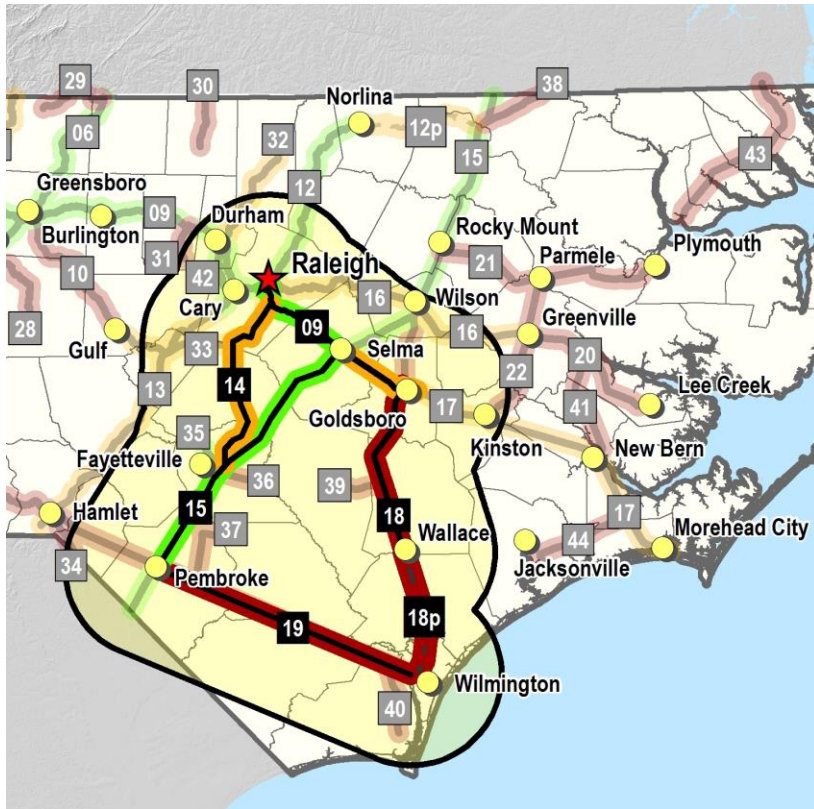 29
30
38
Norlina
06
32
12p
12
15
43
Greensboro
09
Durham
Burlington
Rocky Mount
31
Plymouth
10
Raleigh
21
Parmele
42
Cary
16
Wilson
28
09
Gulf
33
16
Greenville
Selma
20
13
14
22
Lee Creek
Goldsboro
17
41
35
Kinston
Fayetteville
New Bern
36
39
15
Hamlet
18
17
37
Wallace
Morehead City
44
34
Jacksonville
Pembroke
18p
19
Wilmington
40